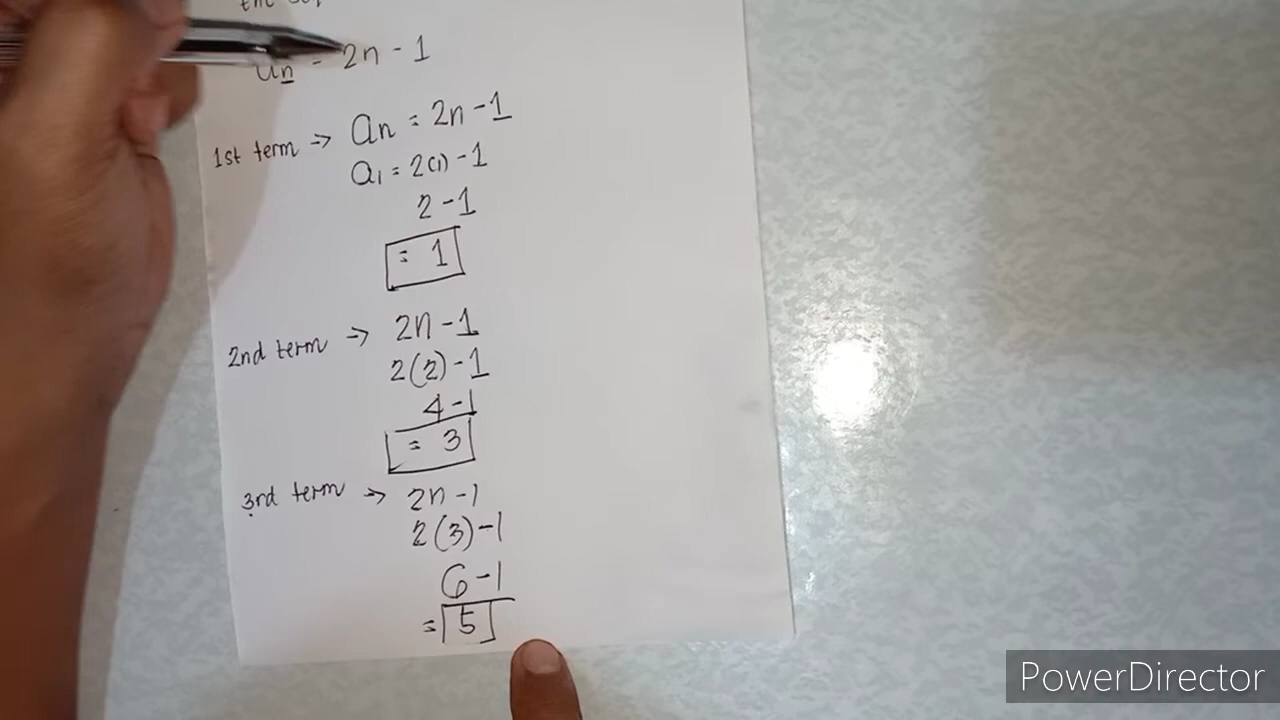 an = 2n - 1
1st term → an = 2n - 1
a1 = 2(1) - 1
2 - 1
= 1
2nd term → 2n - 1
2(2) - 1
4 - 1
= 3
3rd term → 2n - 1
2(3) - 1
6 - 1
= 5
PowerDirector